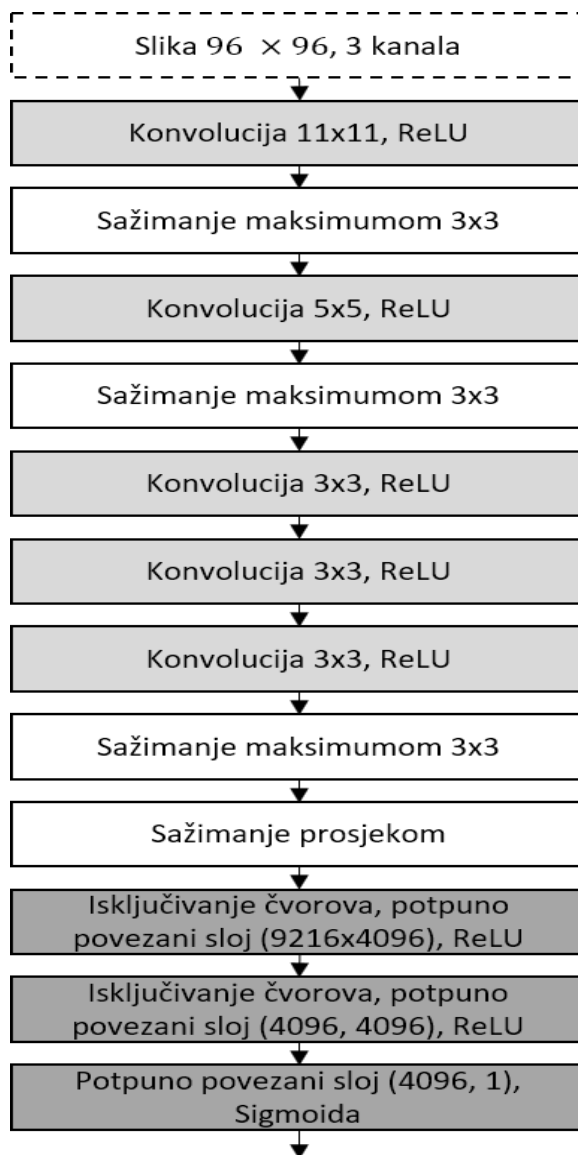 Slika 96 × 96, 3 kanala
Konvolucija 11x11, ReLU
Sažimanje maksimumom 3x3
Konvolucija 5x5, ReLU
Sažimanje maksimumom 3x3
Konvolucija 3x3, ReLU
Konvolucija 3x3, ReLU
Konvolucija 3x3, ReLU
Sažimanje maksimumom 3x3
Sažimanje prosjekom
Isključivanje čvorova, potpuno
povezani sloj (9216x4096), ReLU
Isključivanje čvorova, potpuno
povezani sloj (4096, 4096), ReLU
Potpuno povezani sloj (4096, 1),
Sigmoida